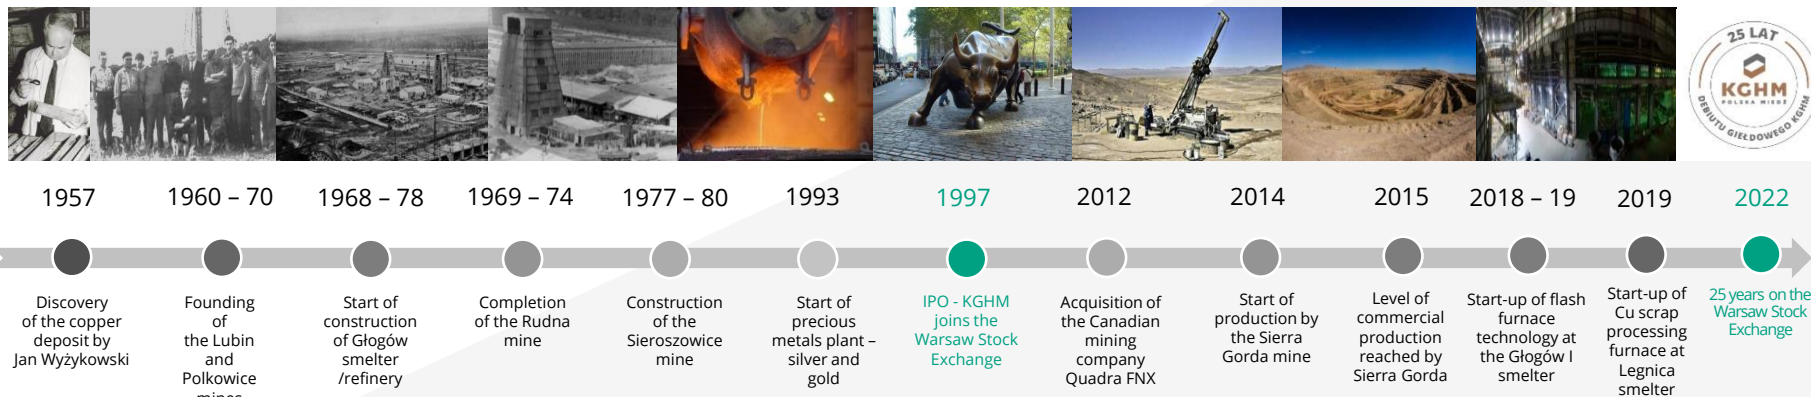 25 LAT
KGHM
POLSKA MIEDŹ
DEBIUTU GIEŁDOWEGO KGHM
1957
1960 – 70
1968 – 78
1969 – 74
1977 – 80
1993
1997
2012
2014
2015
2018 – 19
2019
2022
Discovery
of the copper
deposit by
Jan Wyżykowski
Founding
of
the Lubin
and
Polkowice
mines
Start of
construction
of Głogów
smelter
/refinery
Completion
of the Rudna
mine
Construction
of the
Sieroszowice
mine
Start of
precious
metals plant –
silver and
gold
IPO - KGHM
joins the
Warsaw Stock
Exchange
Acquisition of
the Canadian
mining
company
Quadra FNX
Start of
production by
the Sierra
Gorda mine
Level of
commercial
production
reached by
Sierra Gorda
Start-up of flash
furnace
technology at
the Głogów I
smelter
Start-up of
Cu scrap
processing
furnace at
Legnica
smelter
25 years on the
Warsaw Stock
Exchange